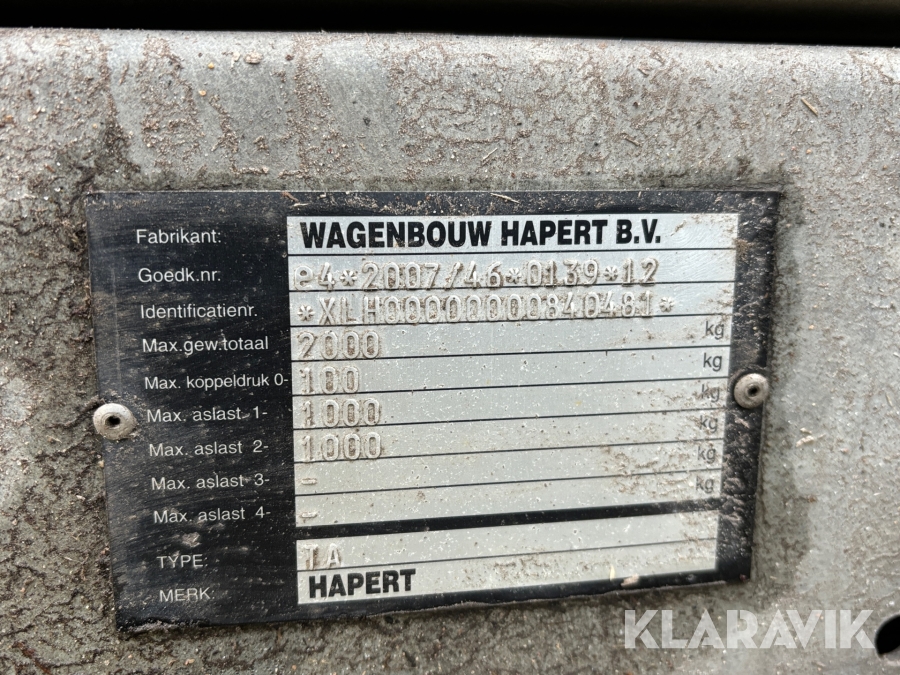 Fabrikant: WAGENBOUW HAPERT B.V.
Goedk.nr. e4*2007/46*0139*12
Identificatienr. *XLH00000000840481*
Max.gew.totaal 2000 kg
Max. koppeldruk 0- 100 kg
Max. aslast 1- 1000 kg
Max. aslast 2- 1000 kg
Max. aslast 3- - kg
Max. aslast 4- - kg
TYPE: TA
MERK: HAPERT
KLARAVIK